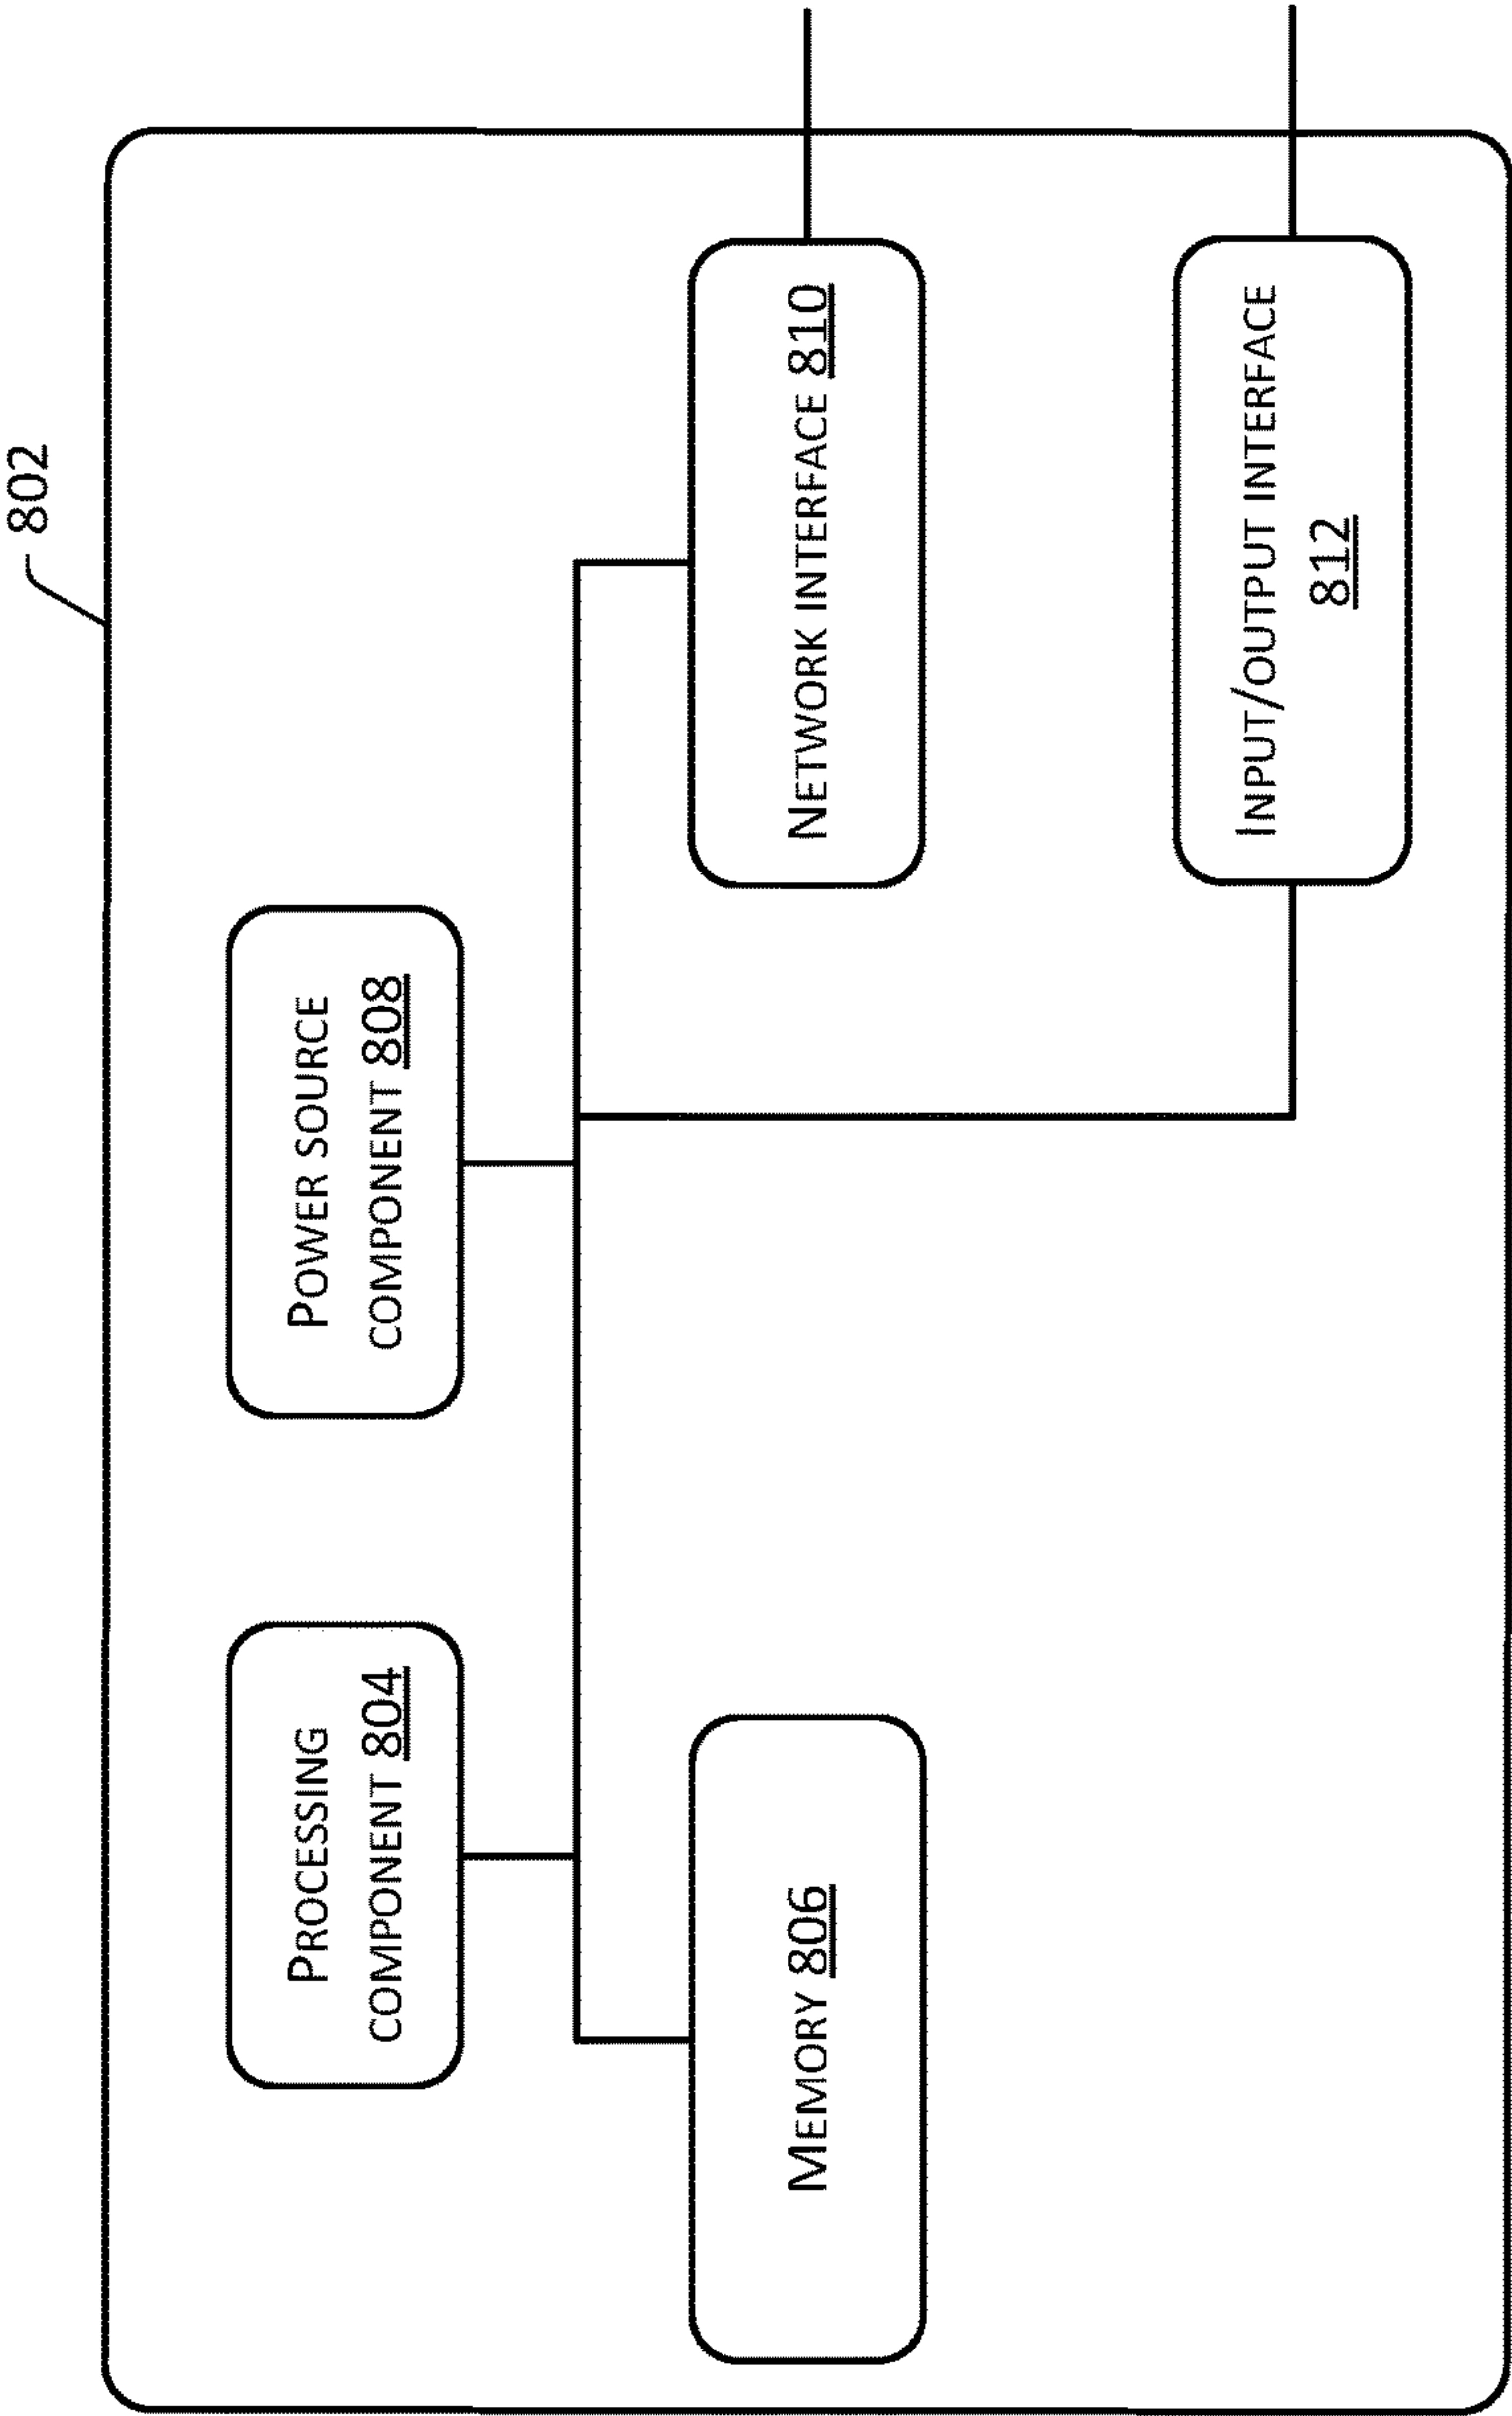 802
PROCESSING
COMPONENT 804
POWER SOURCE
COMPONENT 808
MEMORY 806
NETWORK INTERFACE 810
INPUT/OUTPUT INTERFACE
812